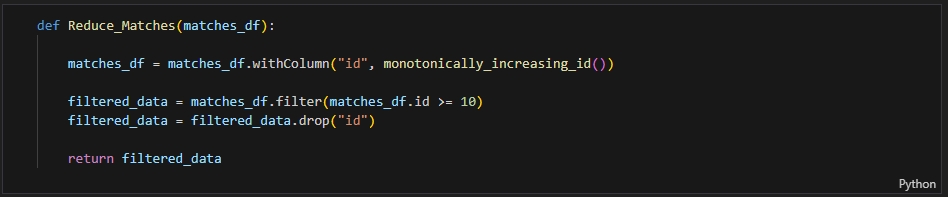 def Reduce_Matches(matches_df):
matches_df = matches_df.withColumn("id", monotonically_increasing_id())
filtered_data = matches_df.filter(matches_df.id >= 10)
filtered_data = filtered_data.drop("id")
return filtered_data
Python